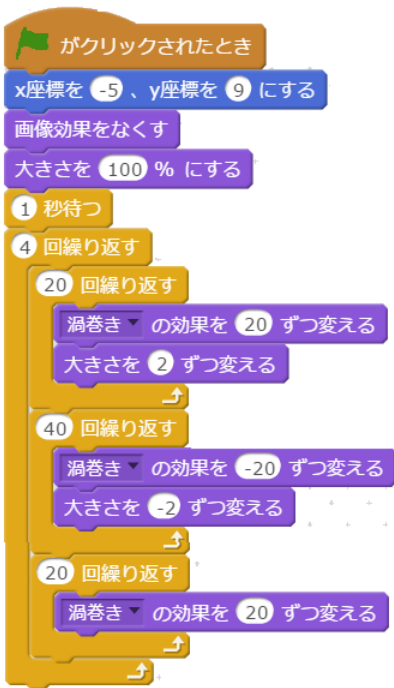 がクリックされたとき
x座標を -5 、y座標を 9 にする
画像効果をなくす
大きさを 100 % にする
1 秒待つ
4 回繰り返す
20 回繰り返す
渦巻き の効果を 20 ずつ変える
大きさを 2 ずつ変える
40 回繰り返す
渦巻き の効果を -20 ずつ変える
大きさを -2 ずつ変える
20 回繰り返す
渦巻き の効果を 20 ずつ変える